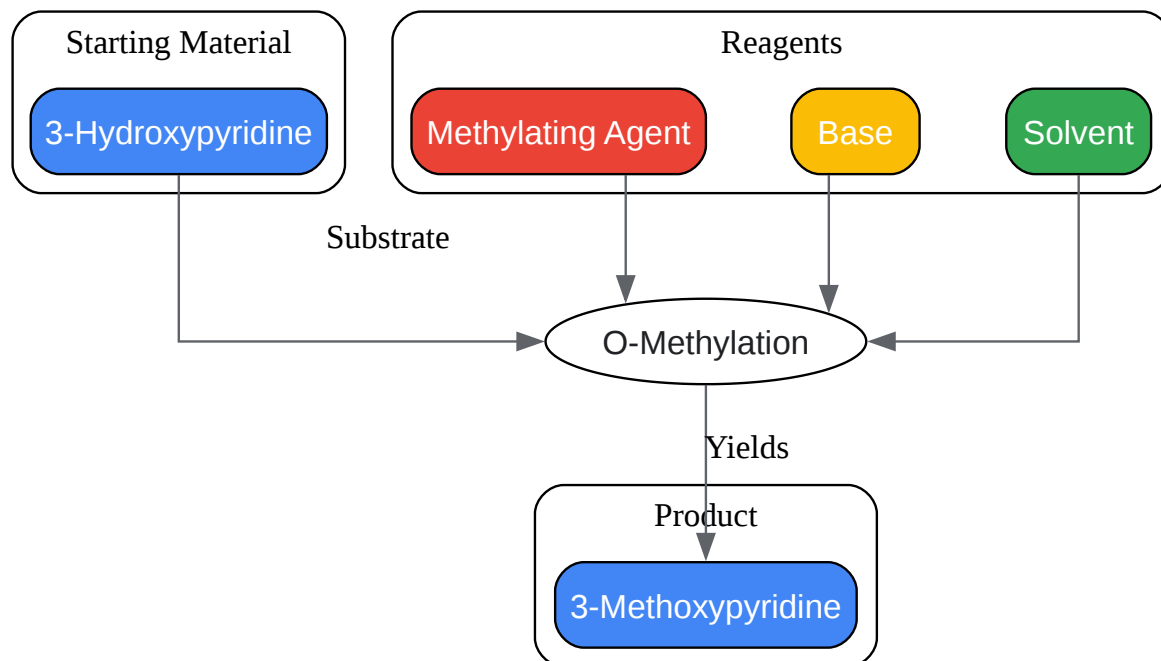 Starting Material
Reagents
3-Hydroxypyridine
Methylating Agent
Base
Solvent
Substrate
O-Methylation
Yields
Product
3-Methoxypyridine